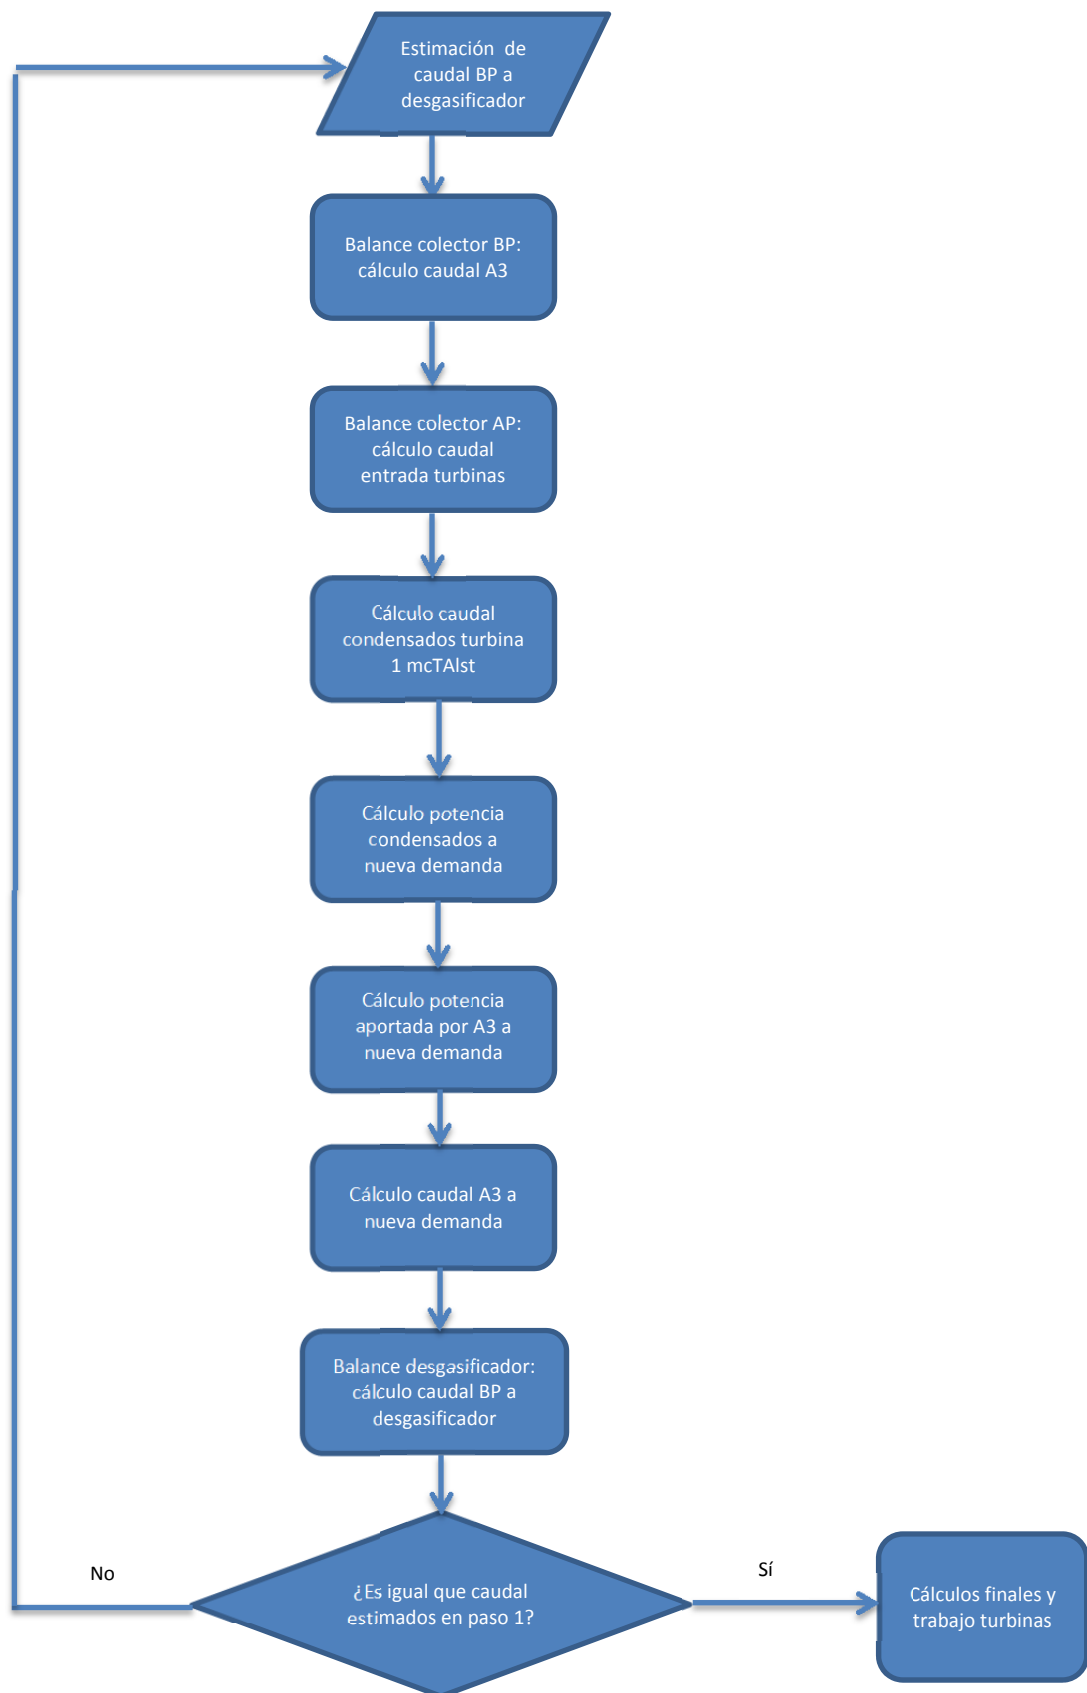 Estimación de
caudal BP a
desgasificador
Balance colector BP:
cálculo caudal A3
Balance colector AP:
cálculo caudal
entrada turbinas
Cálculo caudal
condensados turbina
1 mcTAlst
Cálculo potencia
condensados a
nueva demanda
Cálculo potencia
aportada por A3 a
nueva demanda
Cálculo caudal A3 a
nueva demanda
Balance desgasificador:
cálculo caudal BP a
desgasificador
No
¿Es igual que caudal
estimados en paso 1?
Sí
Cálculos finales y
trabajo turbinas